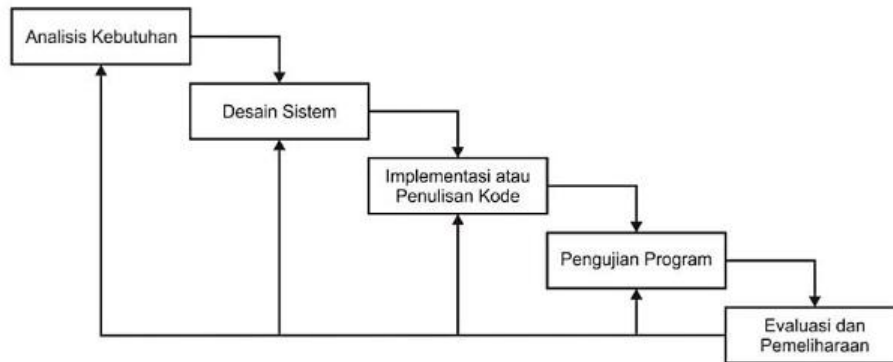 Analisis Kebutuhan
Desain Sistem
Implementasi atau
Penulisan Kode
Pengujian Program
Evaluasi dan
Pemeliharaan